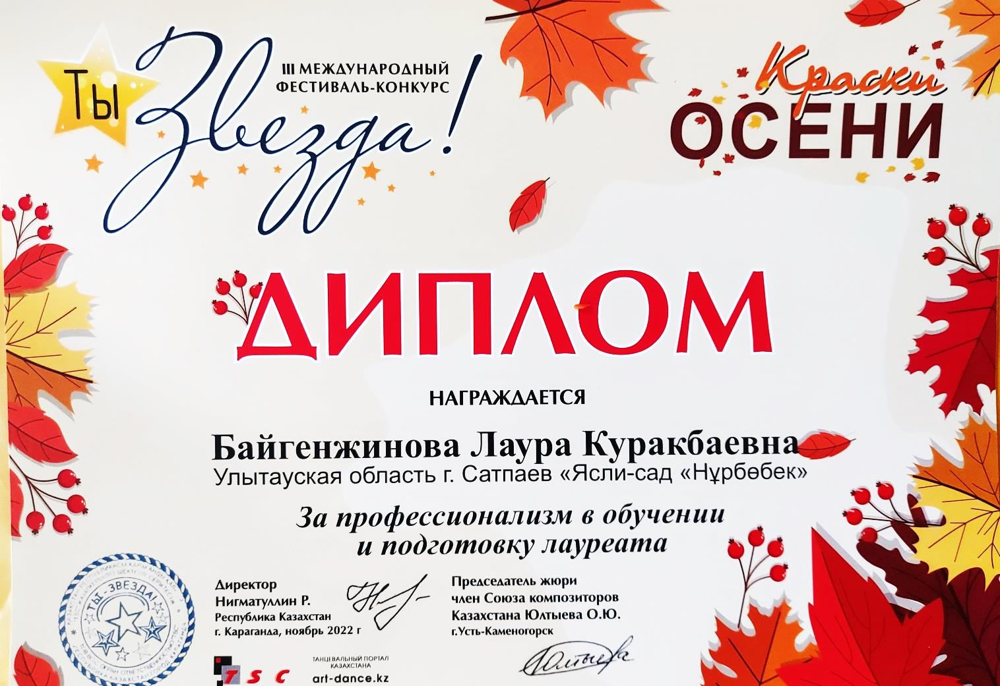 Ты
Звезда!
III МЕЖДУНАРОДНЫЙ
ФЕСТИВАЛЬ-КОНКУРС
Краски
ОСЕНИ
ДИПЛОМ
НАГРАЖДАЕТСЯ
Байгенжинова Лаура Куракбаевна
Улытауская область г. Сатпаев «Ясли-сад «Нұрбөбек»
За профессионализм в обучении
и подготовку лауреата
Директор
Нигматуллин Р.
Республика Казахстан
г. Караганда, ноябрь 2022 г
Председатель жюри
член Союза композиторов
Казахстана Юлтыева О.Ю.
г.Усть-Каменогорск
ТЫ-ЗВЕЗДА!
TSC
ТАНЦЕВАЛЬНЫЙ ПОРТАЛ
КАЗАХСТАНА
art-dance.kz